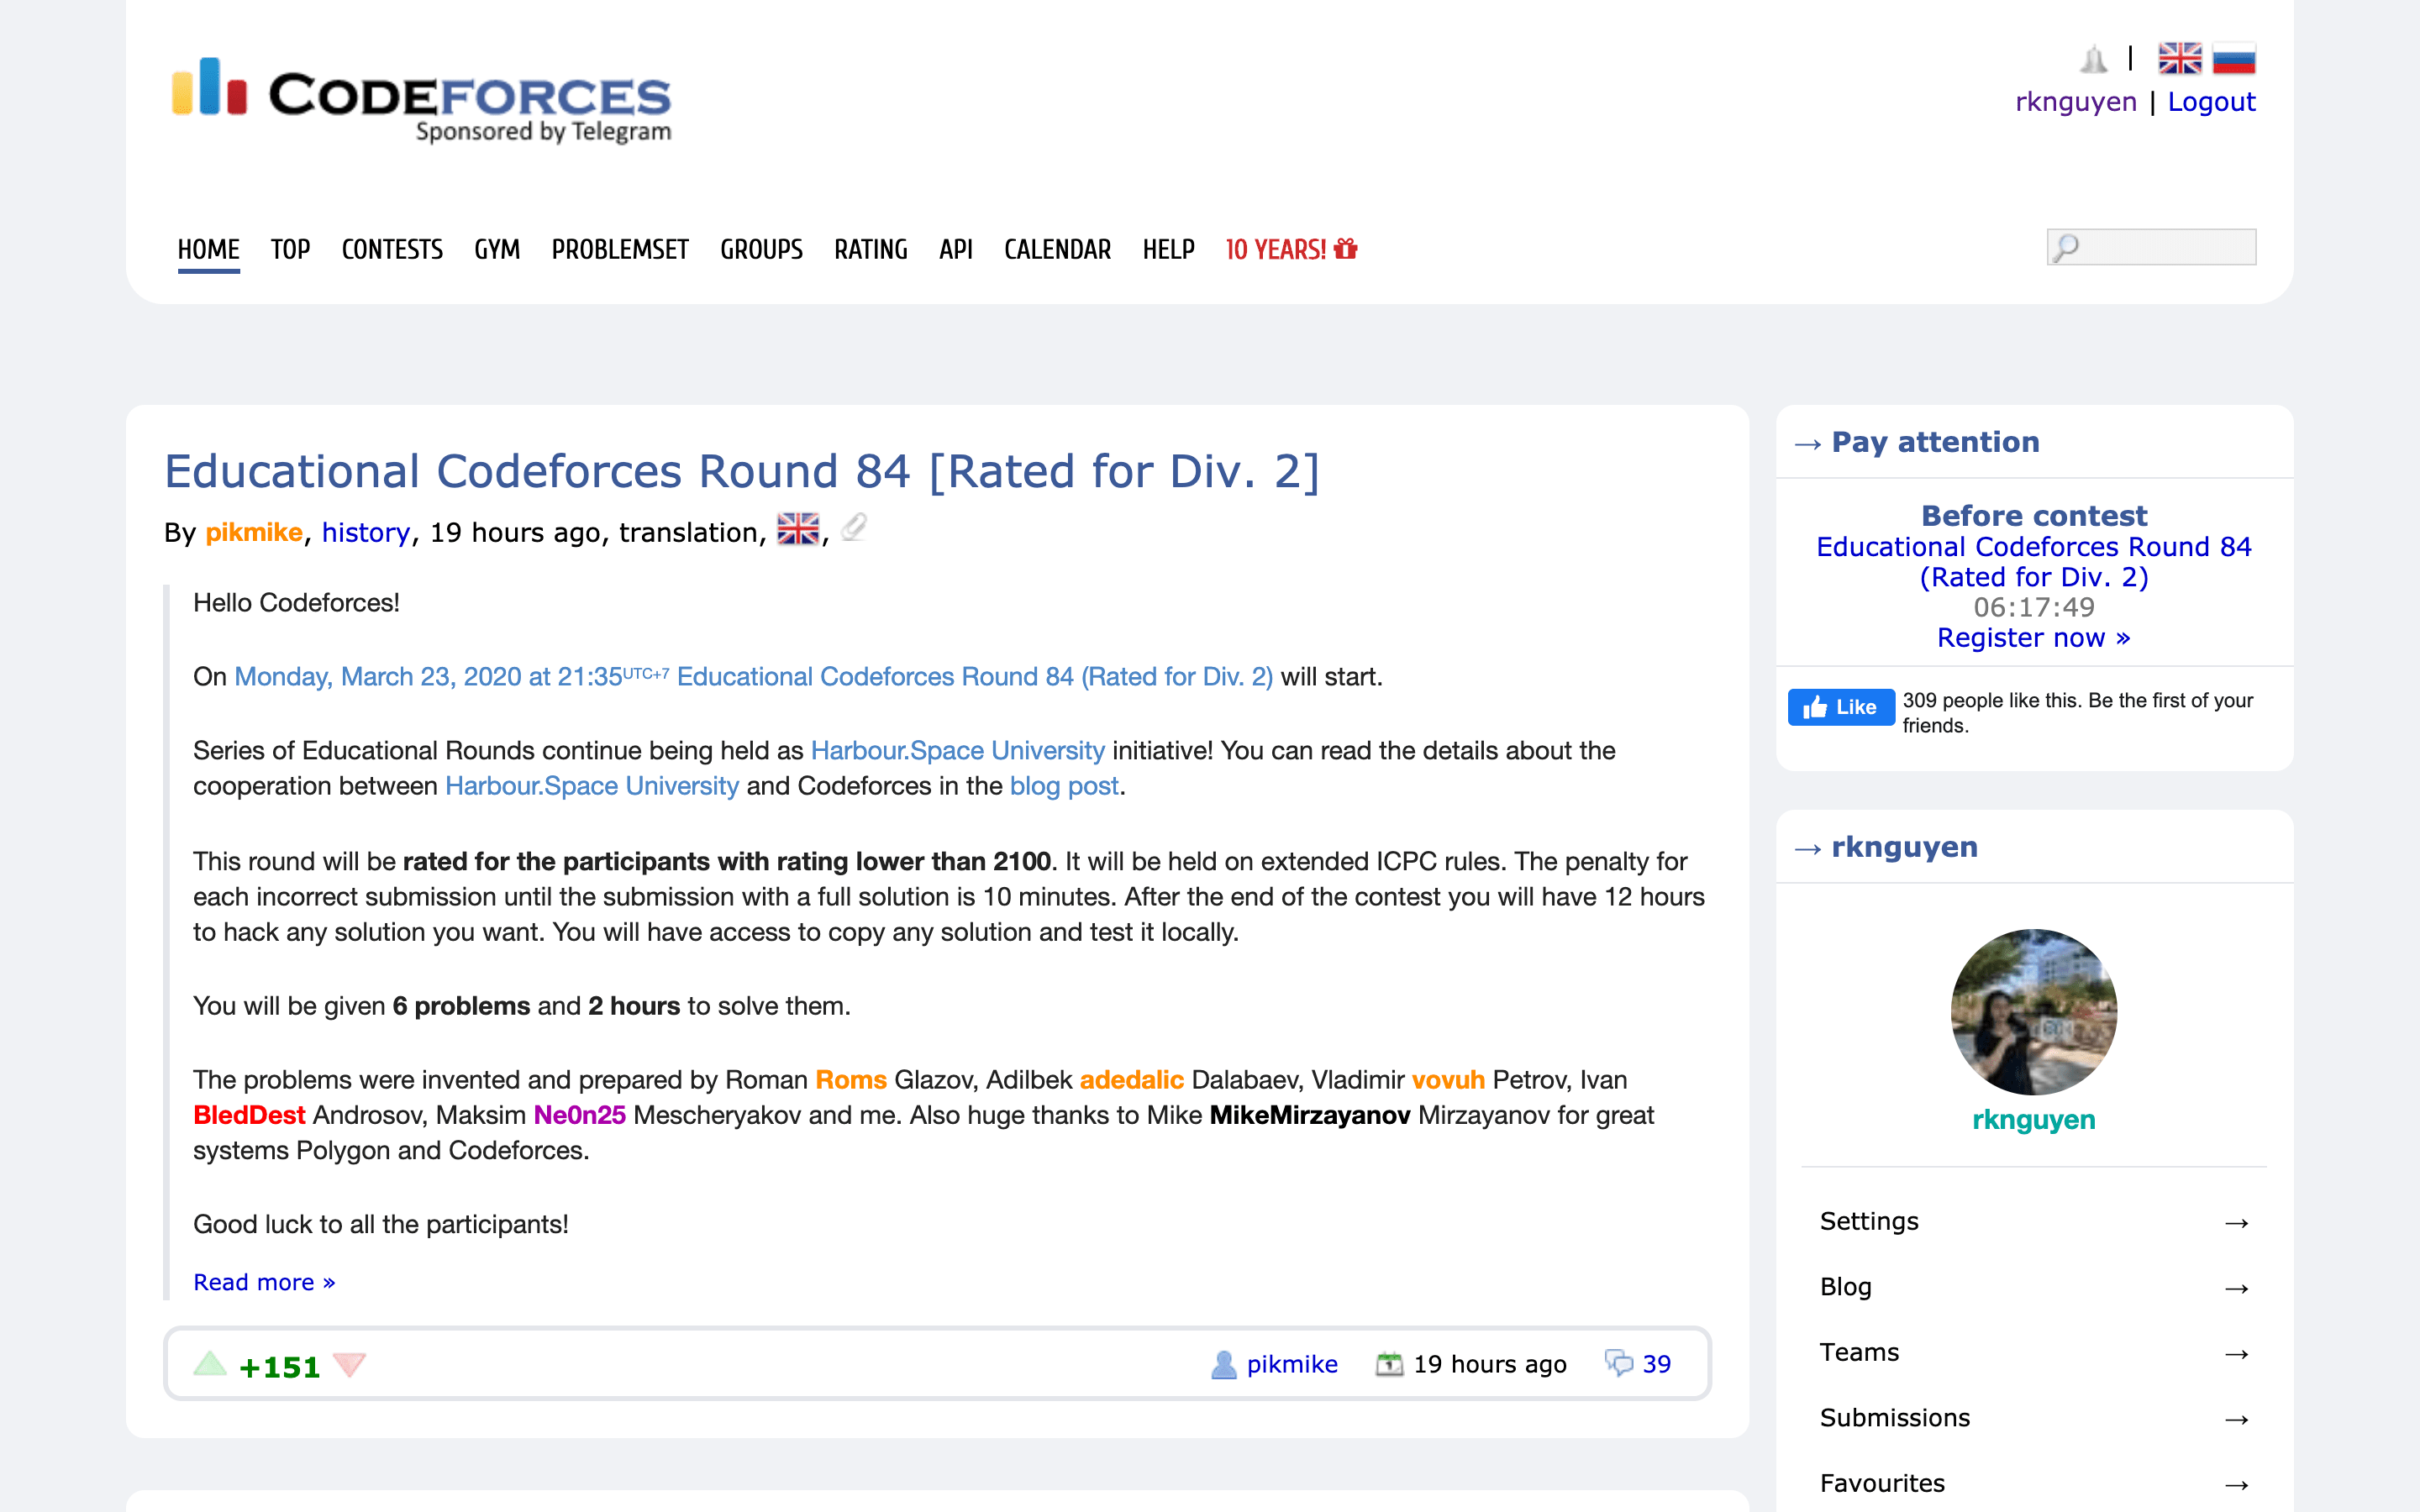 CODEFORCES
Sponsored by Telegram
|
rknguyen | Logout
HOME TOP CONTESTS GYM PROBLEMSET GROUPS RATING API CALENDAR HELP 10 YEARS!
Educational Codeforces Round 84 [Rated for Div. 2]
By pikmike, history, 19 hours ago, translation, ,
Hello Codeforces!
On Monday, March 23, 2020 at 21:35UTC+7 Educational Codeforces Round 84 (Rated for Div. 2) will start.
Series of Educational Rounds continue being held as Harbour.Space University initiative! You can read the details about the
cooperation between Harbour.Space University and Codeforces in the blog post.
This round will be rated for the participants with rating lower than 2100. It will be held on extended ICPC rules. The penalty for
each incorrect submission until the submission with a full solution is 10 minutes. After the end of the contest you will have 12 hours
to hack any solution you want. You will have access to copy any solution and test it locally.
You will be given 6 problems and 2 hours to solve them.
The problems were invented and prepared by Roman Roms Glazov, Adilbek adedalic Dalabaev, Vladimir vovuh Petrov, Ivan
BledDest Androsov, Maksim Ne0n25 Mescheryakov and me. Also huge thanks to Mike MikeMirzayanov Mirzayanov for great
systems Polygon and Codeforces.
Good luck to all the participants!
Read more »
+151 pikmike 19 hours ago 39
→ Pay attention
Before contest
Educational Codeforces Round 84
(Rated for Div. 2)
06:17:49
Register now »
Like 309 people like this. Be the first of your
friends.
→ rknguyen
rknguyen
Settings →
Blog →
Teams →
Submissions →
Favourites →